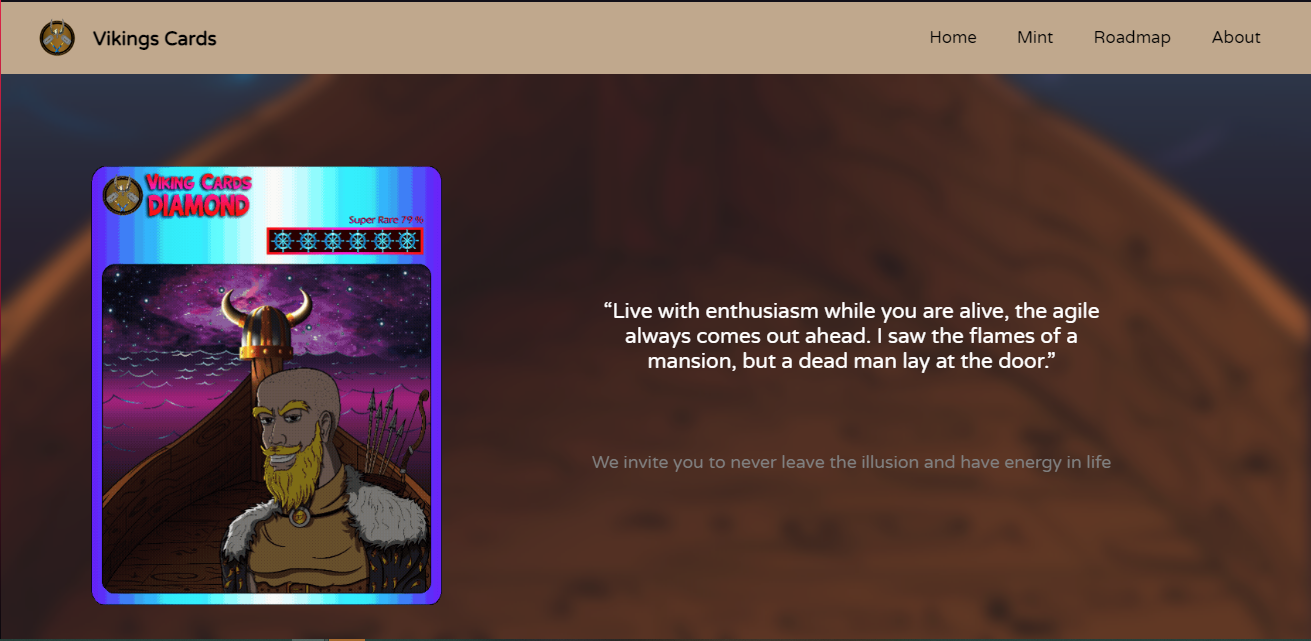 Vikings Cards
Home
Mint
Roadmap
About
Viking Cards
DIAMOND
Super Rare 79 %
“Live with enthusiasm while you are alive, the agile
always comes out ahead. I saw the flames of a
mansion, but a dead man lay at the door.”
We invite you to never leave the illusion and have energy in life